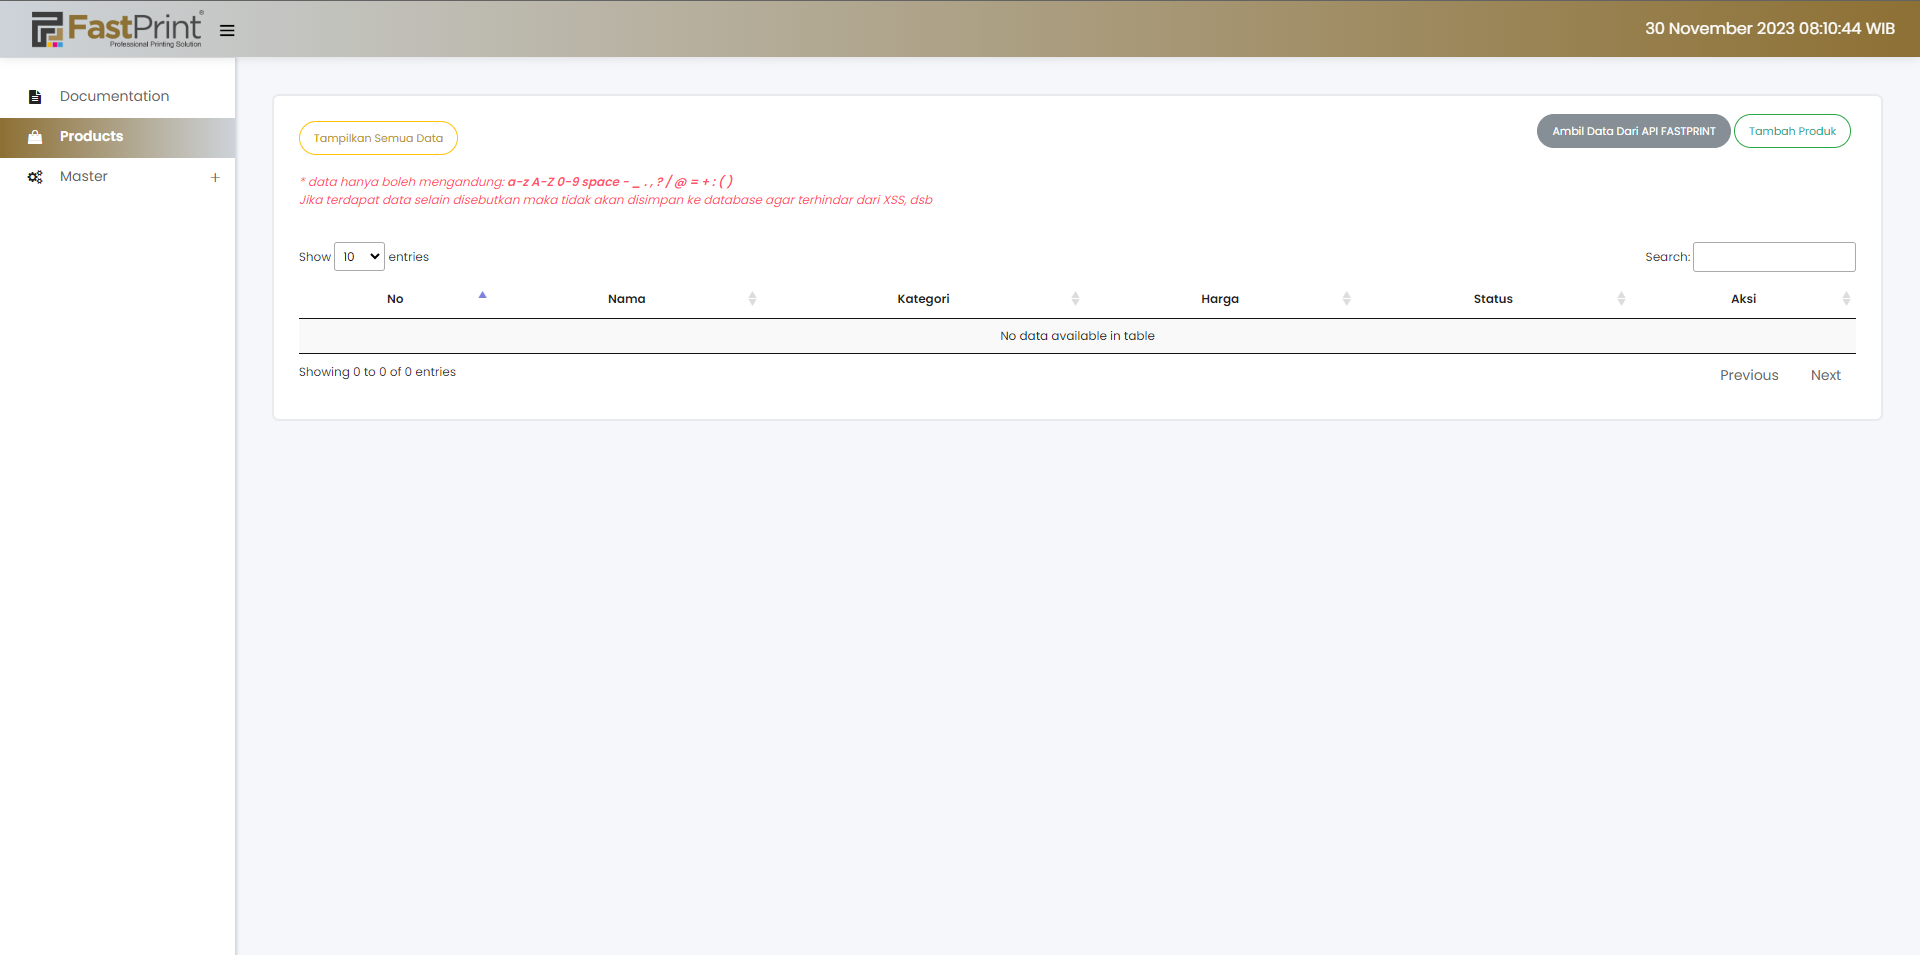 FastPrint®
Professional Printing Solution
30 November 2023 08:10:44 WIB
Documentation
Products
Master +
Tampilkan Semua Data
Ambil Data Dari API FASTPRINT
Tambah Produk
* data hanya boleh mengandung: a-z A-Z 0-9 space - _ . , ? / @ = + : ( )
Jika terdapat data selain disebutkan maka tidak akan disimpan ke database agar terhindar dari XSS, dsb
Show 10 entries
Search:
No Nama Kategori Harga Status Aksi
No data available in table
Showing 0 to 0 of 0 entries
Previous Next